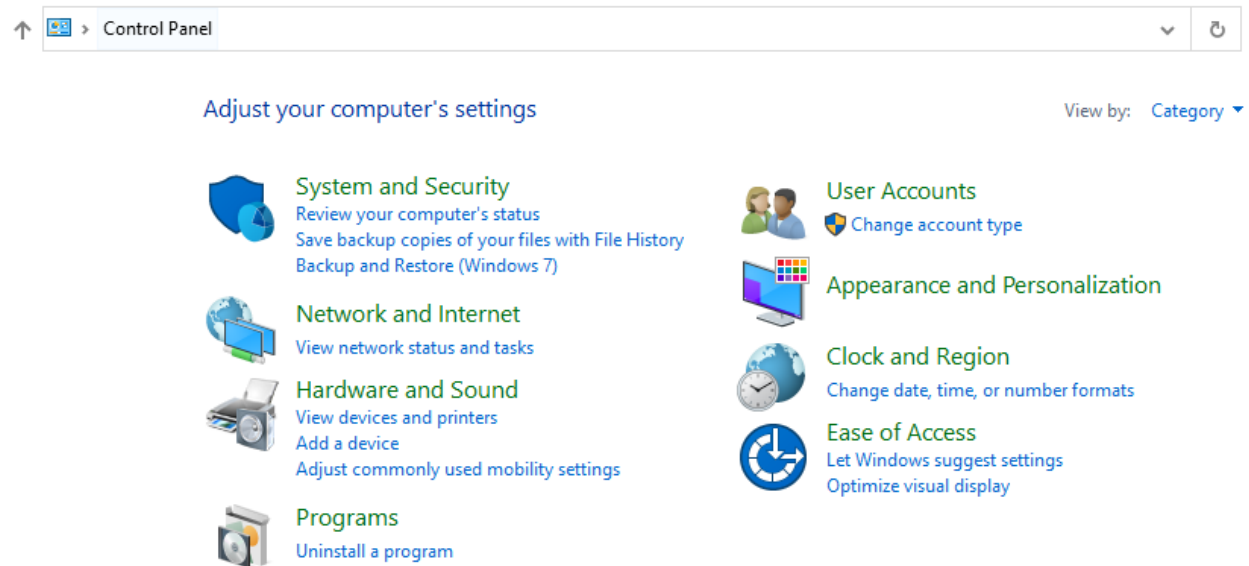 Control Panel
Adjust your computer's settings
View by: Category
System and Security
Review your computer's status
Save backup copies of your files with File History
Backup and Restore (Windows 7)
Network and Internet
View network status and tasks
Hardware and Sound
View devices and printers
Add a device
Adjust commonly used mobility settings
Programs
Uninstall a program
User Accounts
Change account type
Appearance and Personalization
Clock and Region
Change date, time, or number formats
Ease of Access
Let Windows suggest settings
Optimize visual display